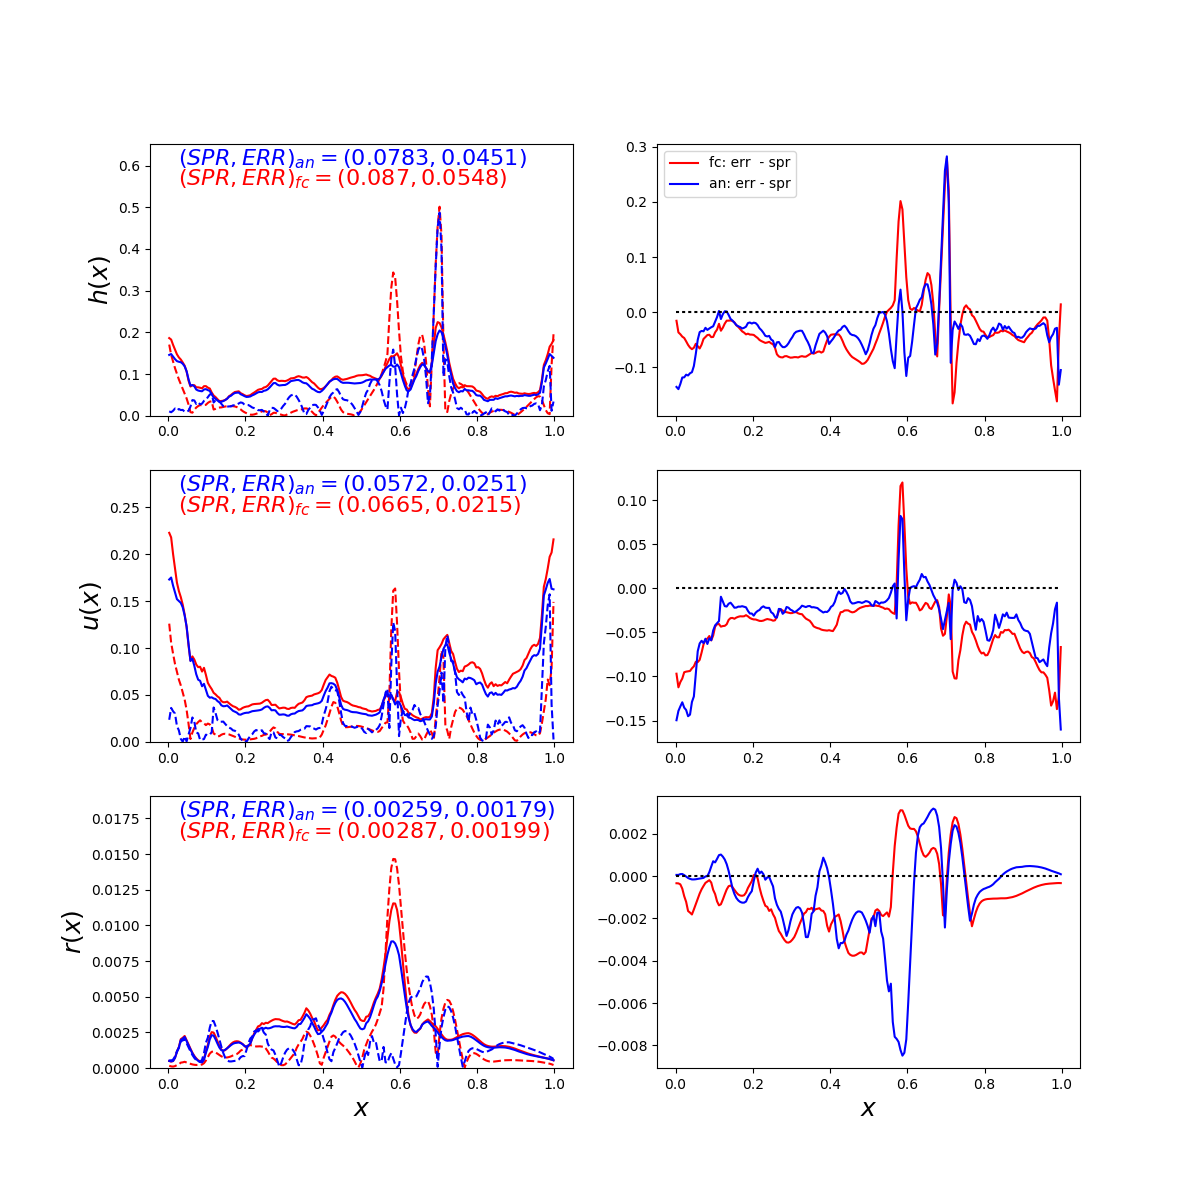 (SPR, ERR)an = (0.0783, 0.0451)
(SPR, ERR)fc = (0.087, 0.0548)
h(x)
0.6
0.5
0.4
0.3
0.2
0.1
0.0
0.0 0.2 0.4 0.6 0.8 1.0
fc: err - spr
an: err - spr
0.3
0.2
0.1
0.0
−0.1
0.0 0.2 0.4 0.6 0.8 1.0
(SPR, ERR)an = (0.0572, 0.0251)
(SPR, ERR)fc = (0.0665, 0.0215)
u(x)
0.25
0.20
0.15
0.10
0.05
0.00
0.0 0.2 0.4 0.6 0.8 1.0
0.10
0.05
0.00
−0.05
−0.10
−0.15
0.0 0.2 0.4 0.6 0.8 1.0
(SPR, ERR)an = (0.00259, 0.00179)
(SPR, ERR)fc = (0.00287, 0.00199)
r(x)
0.0175
0.0150
0.0125
0.0100
0.0075
0.0050
0.0025
0.0000
0.0 0.2 0.4 0.6 0.8 1.0
x
0.002
0.000
−0.002
−0.004
−0.006
−0.008
0.0 0.2 0.4 0.6 0.8 1.0
x